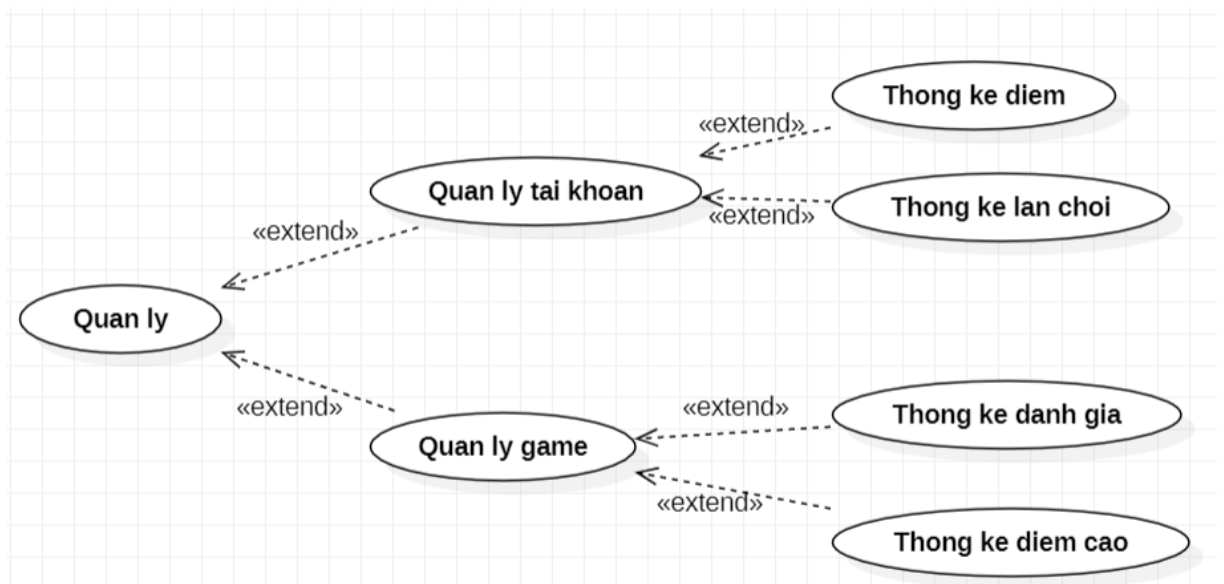 Thong ke diem
«extend»
Quan ly tai khoan
Thong ke lan choi
«extend»
«extend»
Quan ly
«extend»
«extend»
Thong ke danh gia
Quan ly game
«extend»
Thong ke diem cao